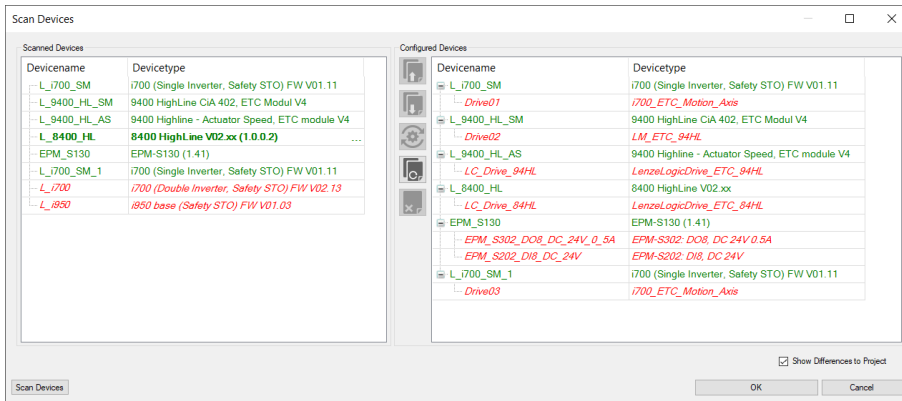 Scan Devices
Scanned Devices
Devicename Devicetype
L_i700_SM i700 (Single Inverter, Safety STO) FW V01.11
L_9400_HL_SM 9400 HighLine CiA 402, ETC Modul V4
L_9400_HL_AS 9400 Highline - Actuator Speed, ETC module V4
L_8400_HL 8400 HighLine V02.xx (1.0.0.2) ...
EPM_S130 EPM-S130 (1.41)
L_i700_SM_1 i700 (Single Inverter, Safety STO) FW V01.11
L_i700 i700 (Double Inverter, Safety STO) FW V02.13
L_i950 i950 base (Safety STO) FW V01.03
Configured Devices
Devicename Devicetype
L_i700_SM i700 (Single Inverter, Safety STO) FW V01.11
Drive01 i700_ETC_Motion_Axis
L_9400_HL_SM 9400 HighLine CiA 402, ETC Modul V4
Drive02 LM_ETC_94HL
L_9400_HL_AS 9400 Highline - Actuator Speed, ETC module V4
LC_Drive_94HL LenzeLogicDrive_ETC_94HL
L_8400_HL 8400 HighLine V02.xx
LC_Drive_84HL LenzeLogicDrive_ETC_84HL
EPM_S130 EPM-S130 (1.41)
EPM_S302_DO8_DC_24V_0_5A EPM-S302: DO8, DC 24V 0.5A
EPM_S202_DI8_DC_24V EPM-S202: DI8, DC 24V
L_i700_SM_1 i700 (Single Inverter, Safety STO) FW V01.11
Drive03 i700_ETC_Motion_Axis
Show Differences to Project
Scan Devices
OK
Cancel